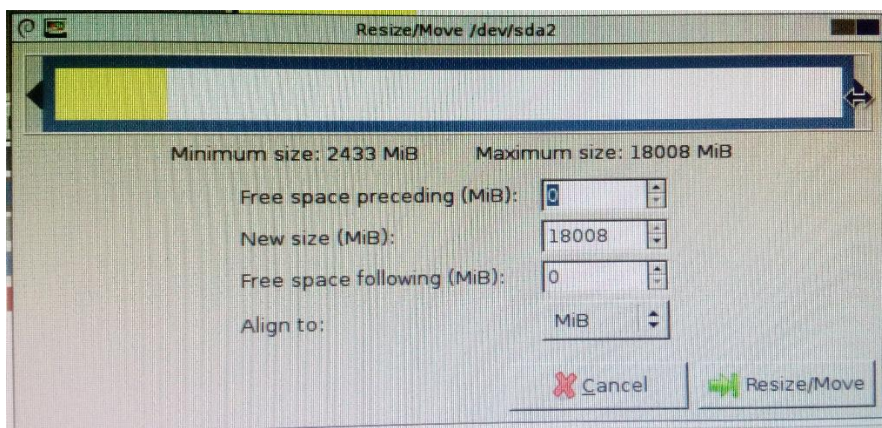 Resize/Move /dev/sda2
Minimum size: 2433 MiB Maximum size: 18008 MiB
Free space preceding (MiB): 0
New size (MiB): 18008
Free space following (MiB): 0
Align to: MiB
Cancel Resize/Move